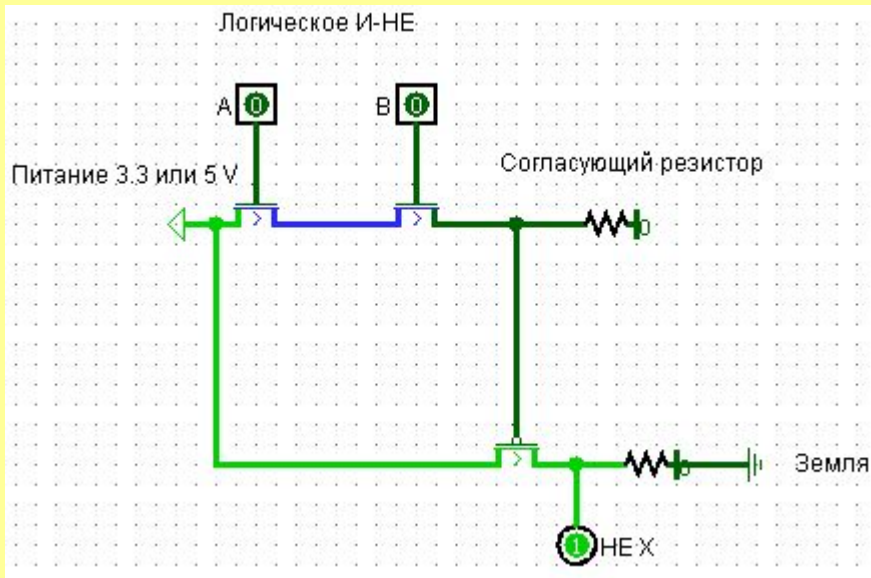 Логическое И-НЕ
A 0 B 0
Питание 3.3 или 5 V
Согласующий резистор
0
0
Земля
1 НЕ X